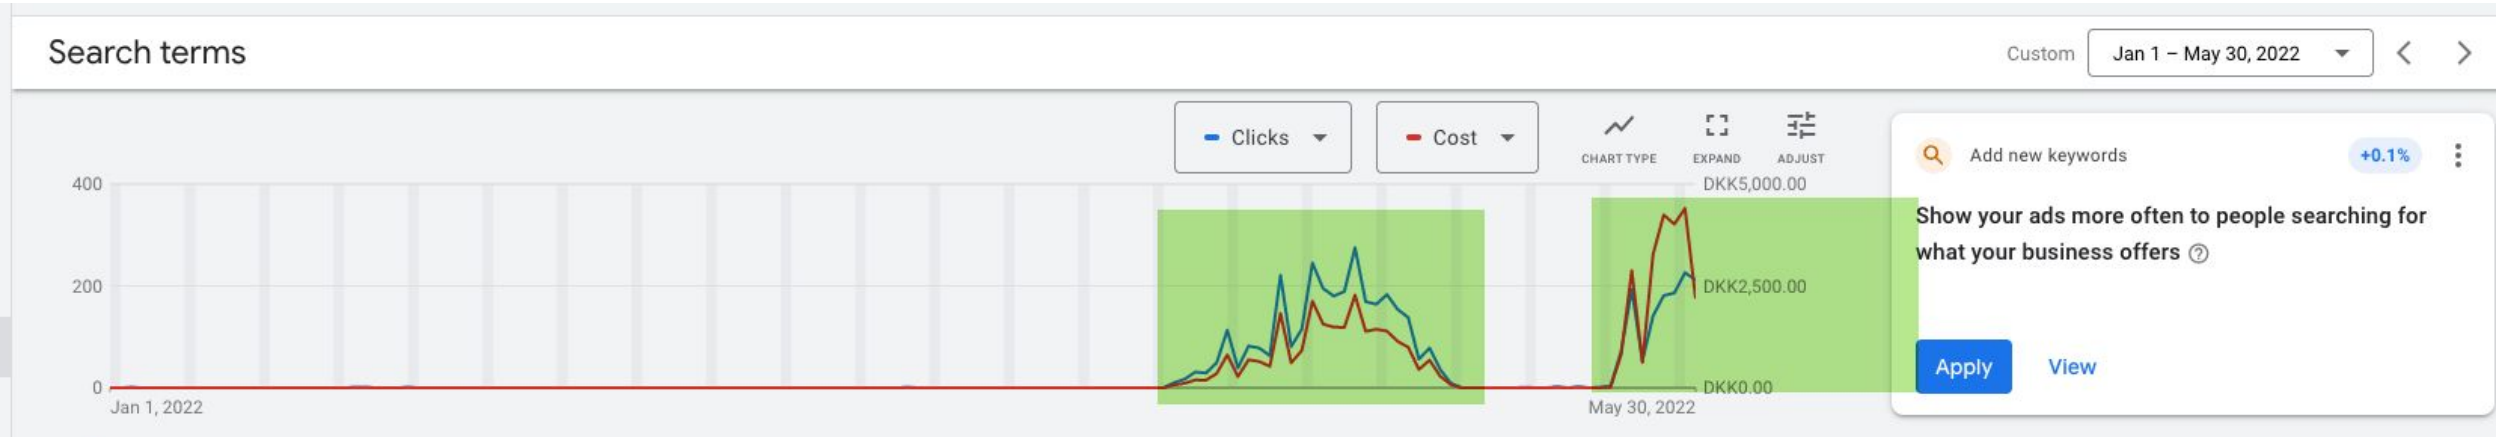 Search terms
Custom
Jan 1 – May 30, 2022
Clicks
Cost
CHART TYPE
EXPAND
ADJUST
400
200
0
DKK5,000.00
DKK2,500.00
DKK0.00
Jan 1, 2022
May 30, 2022
Add new keywords
+0.1%
Show your ads more often to people searching for
what your business offers
Apply
View